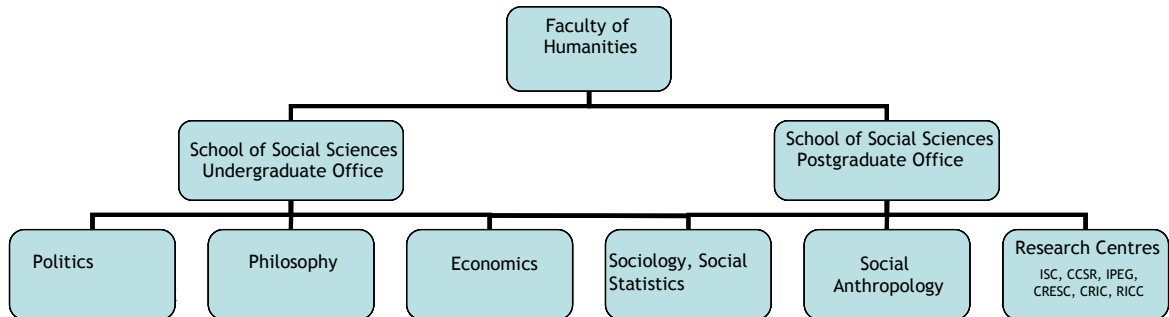 Faculty of
Humanities
School of Social Sciences
Undergraduate Office
School of Social Sciences
Postgraduate Office
Politics
Philosophy
Economics
Sociology, Social
Statistics
Social
Anthropology
Research Centres
ISC, CCSR, IPEG,
CRESC, CRIC, RICC